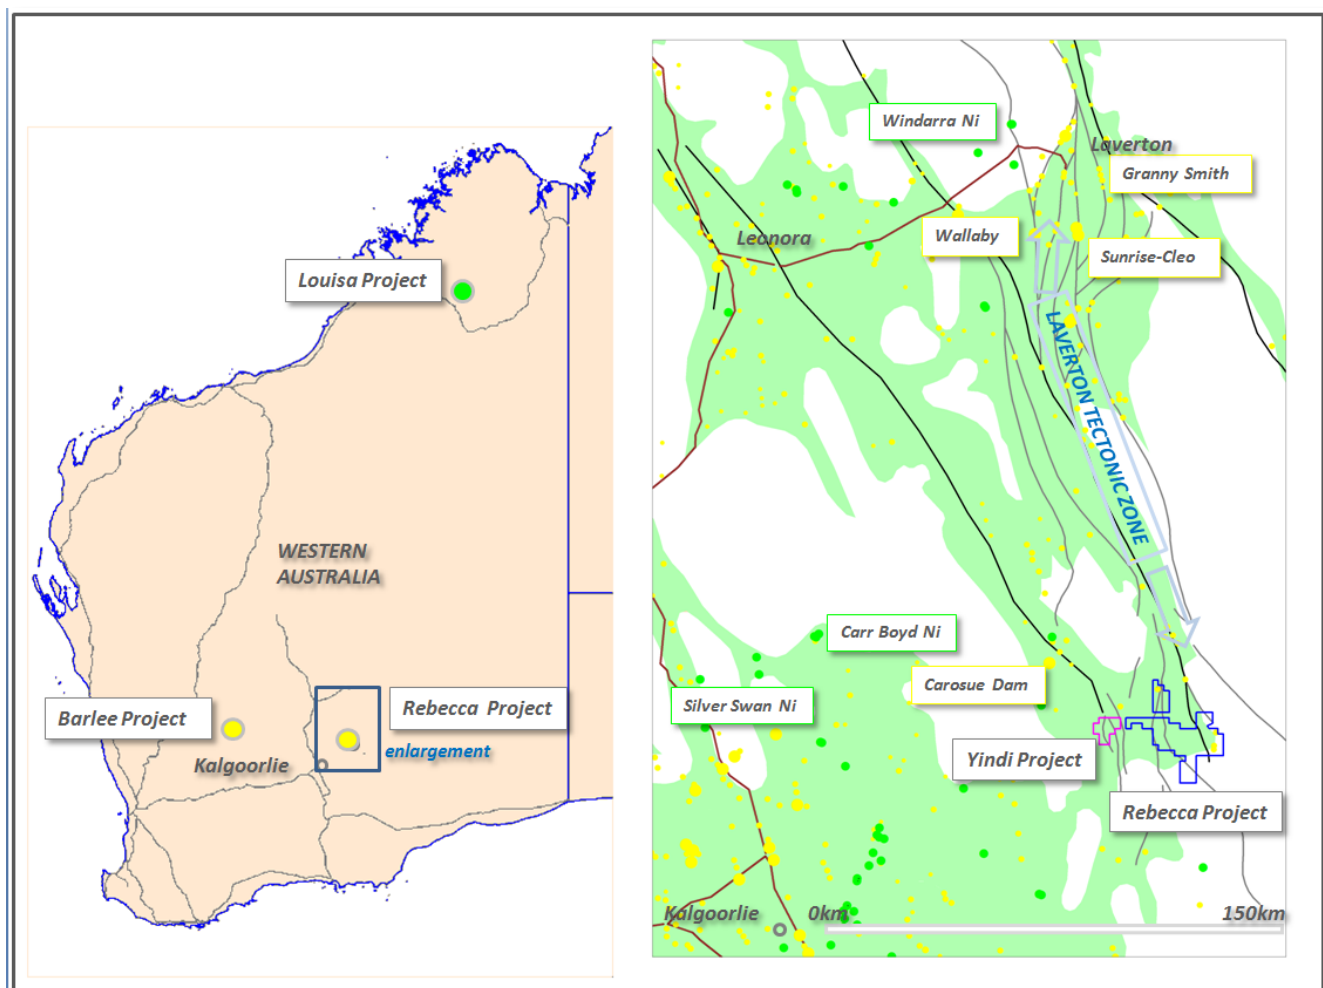 Louisa Project
WESTERN
AUSTRALIA
Barlee Project
Rebecca Project
enlargement
Kalgoorlie
Windarra Ni
Laverton
Granny Smith
Leonora
Wallaby
Sunrise-Cleo
LAVERTON TECTONIC ZONE
Carr Boyd Ni
Carosue Dam
Silver Swan Ni
Yindi Project
Rebecca Project
Kalgoorlie
0km
150km